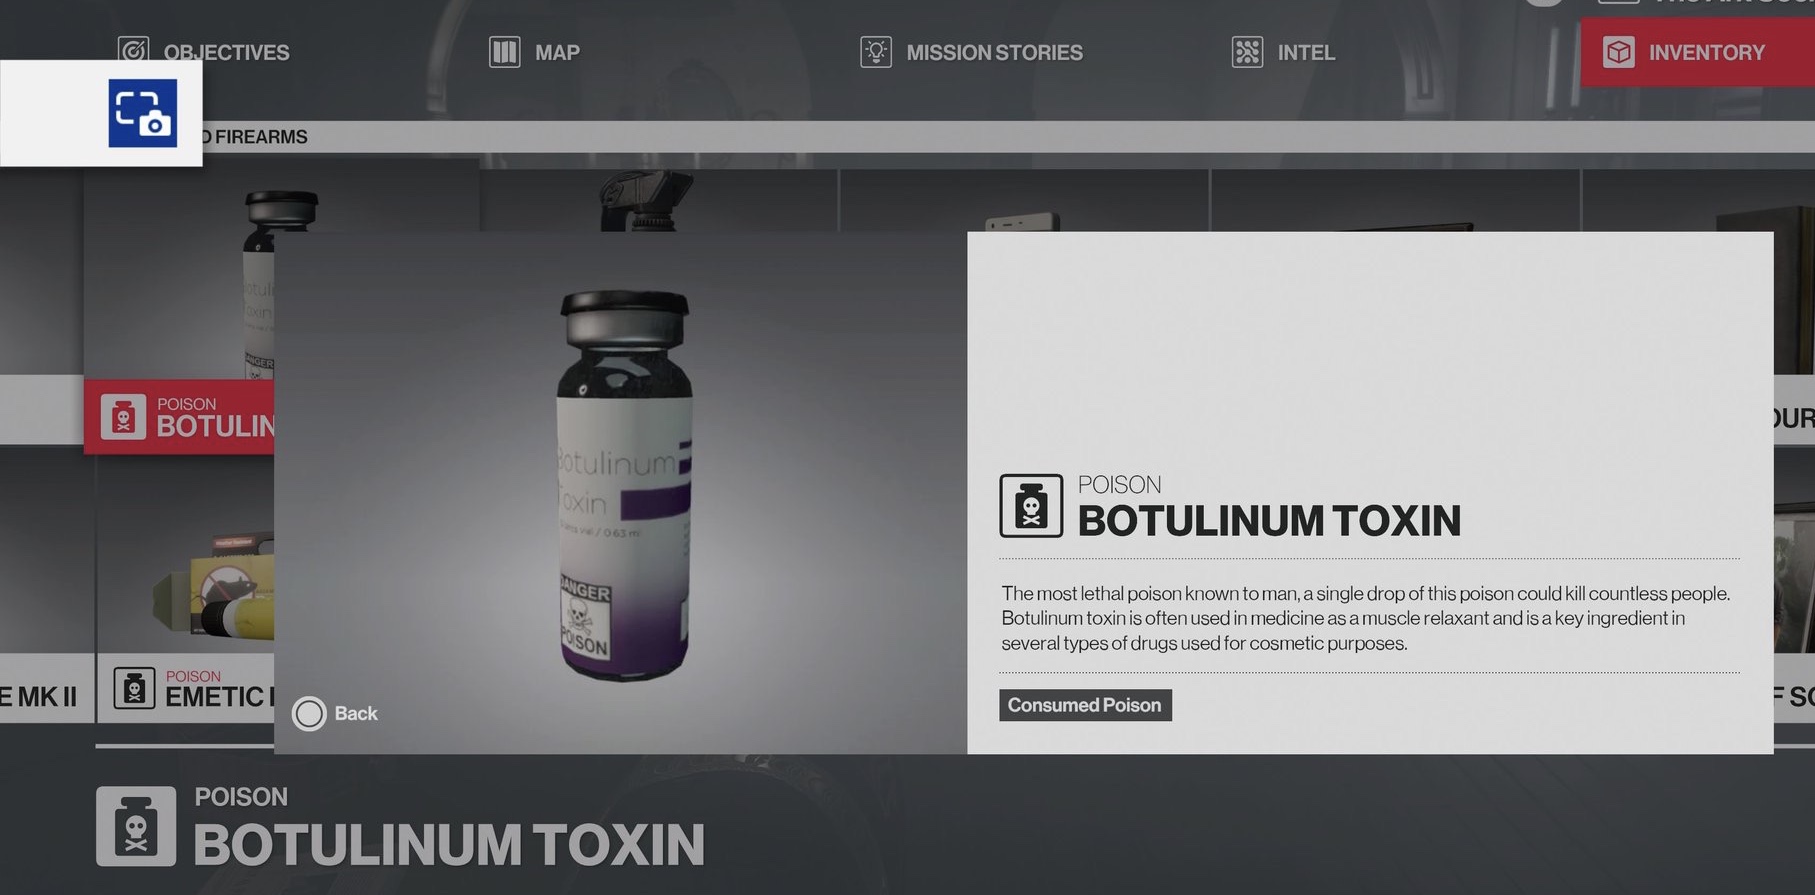 OBJECTIVES
MAP
MISSION STORIES
INTEL
INVENTORY
FIREARMS
Botulinum
Toxin
DANGER
POISON
POISON
BOTULIN
POISON
BOTULINUM TOXIN
The most lethal poison known to man, a single drop of this poison could kill countless people.
Botulinum toxin is often used in medicine as a muscle relaxant and is a key ingredient in
several types of drugs used for cosmetic purposes.
Consumed Poison
E MK II
POISON
EMETIC
Back
POISON
BOTULINUM TOXIN